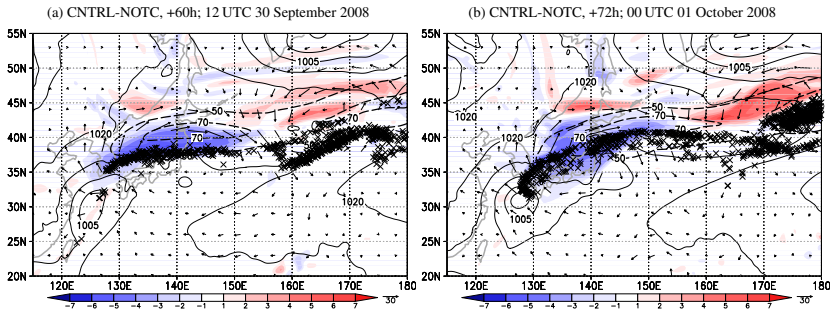 (a) CNTRL-NOTC, +60h; 12 UTC 30 September 2008
(b) CNTRL-NOTC, +72h; 00 UTC 01 October 2008
55N
50N
45N
40N
35N
30N
25N
20N
1005
1020
50
70
70
70
1020
1005
120E
130E
140E
150E
160E
170E
180
-7 -6 -5 -4 -3 -2 -1 1 2 3 4 5 6 7
30
55N
50N
45N
40N
35N
30N
25N
20N
1005
1020
1020
50
70
70
50
1005
120E
130E
140E
150E
160E
170E
180
-7 -6 -5 -4 -3 -2 -1 1 2 3 4 5 6 7
30